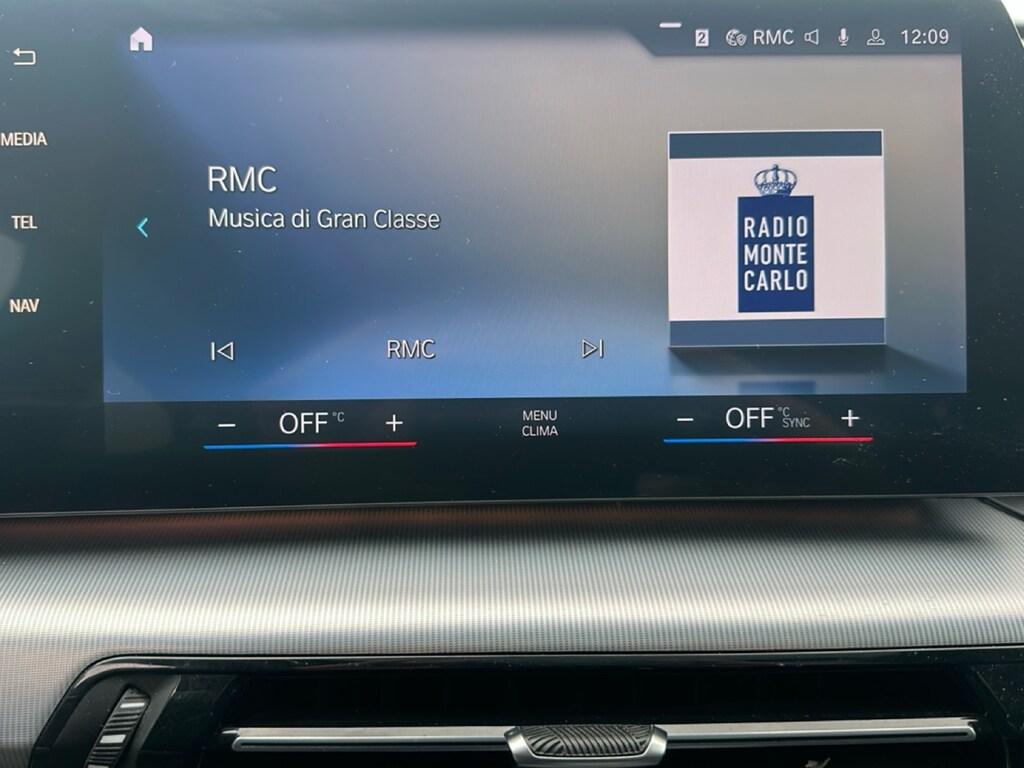 2 RMC 12:09
MEDIA
TEL
NAV
RMC
Musica di Gran Classe
RADIO
MONTE
CARLO
RMC
OFF °C
MENU
CLIMA
OFF °C
SYNC